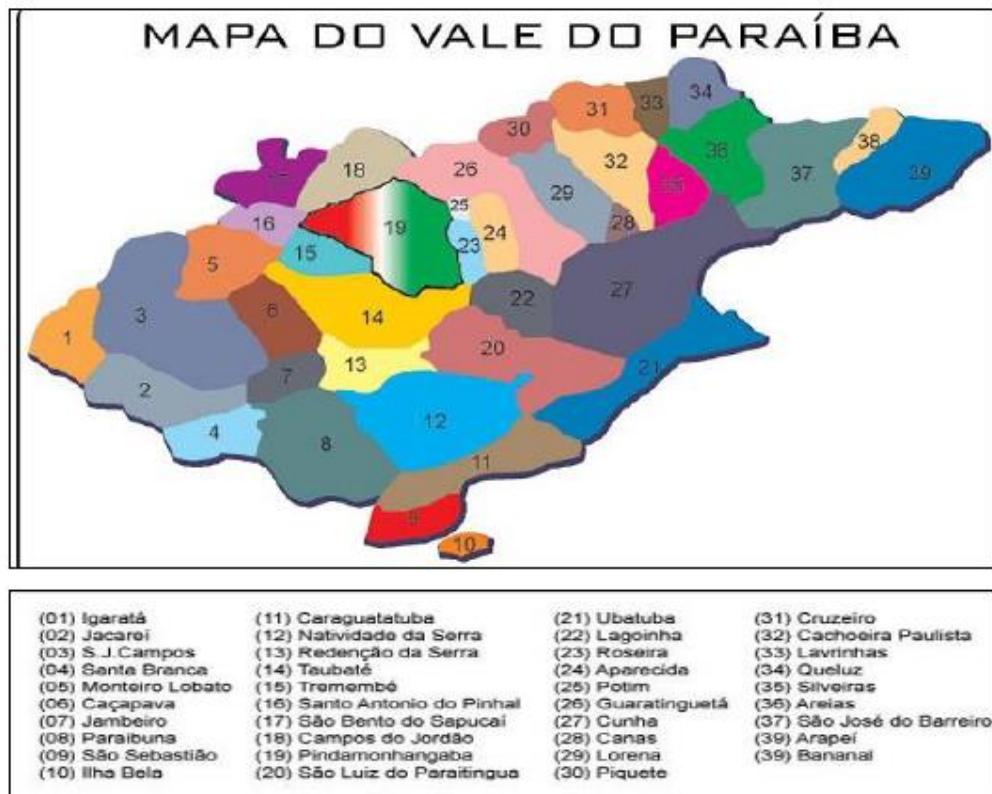 MAPA DO VALE DO PARAÍBA
34
33
31
30
32
36
38
18
26
37
39
29
35
25
16
19
28
24
23
15
5
27
22
6
3
14
1
20
13
21
7
2
12
4
8
11
9
10
(01) Igaratá
(02) Jacareí
(03) S.J.Campos
(04) Santa Branca
(05) Monteiro Lobato
(06) Caçapava
(07) Jambeiro
(08) Paraibuna
(09) São Sebastião
(10) Ilha Bela
(11) Caraguatatuba
(12) Natividade da Serra
(13) Redenção da Serra
(14) Taubaté
(15) Tremembé
(16) Santo Antonio do Pinhal
(17) São Bento do Sapucaí
(18) Campos do Jordão
(19) Pindamonhangaba
(20) São Luiz do Paraitingua
(21) Ubatuba
(22) Lagoinha
(23) Roseira
(24) Aparecida
(25) Potim
(26) Guaratinguetá
(27) Cunha
(28) Canas
(29) Lorena
(30) Piquete
(31) Cruzeiro
(32) Cachoeira Paulista
(33) Lavrinhas
(34) Queluz
(35) Silveiras
(36) Areias
(37) São José do Barreiro
(39) Arapeí
(39) Bananal